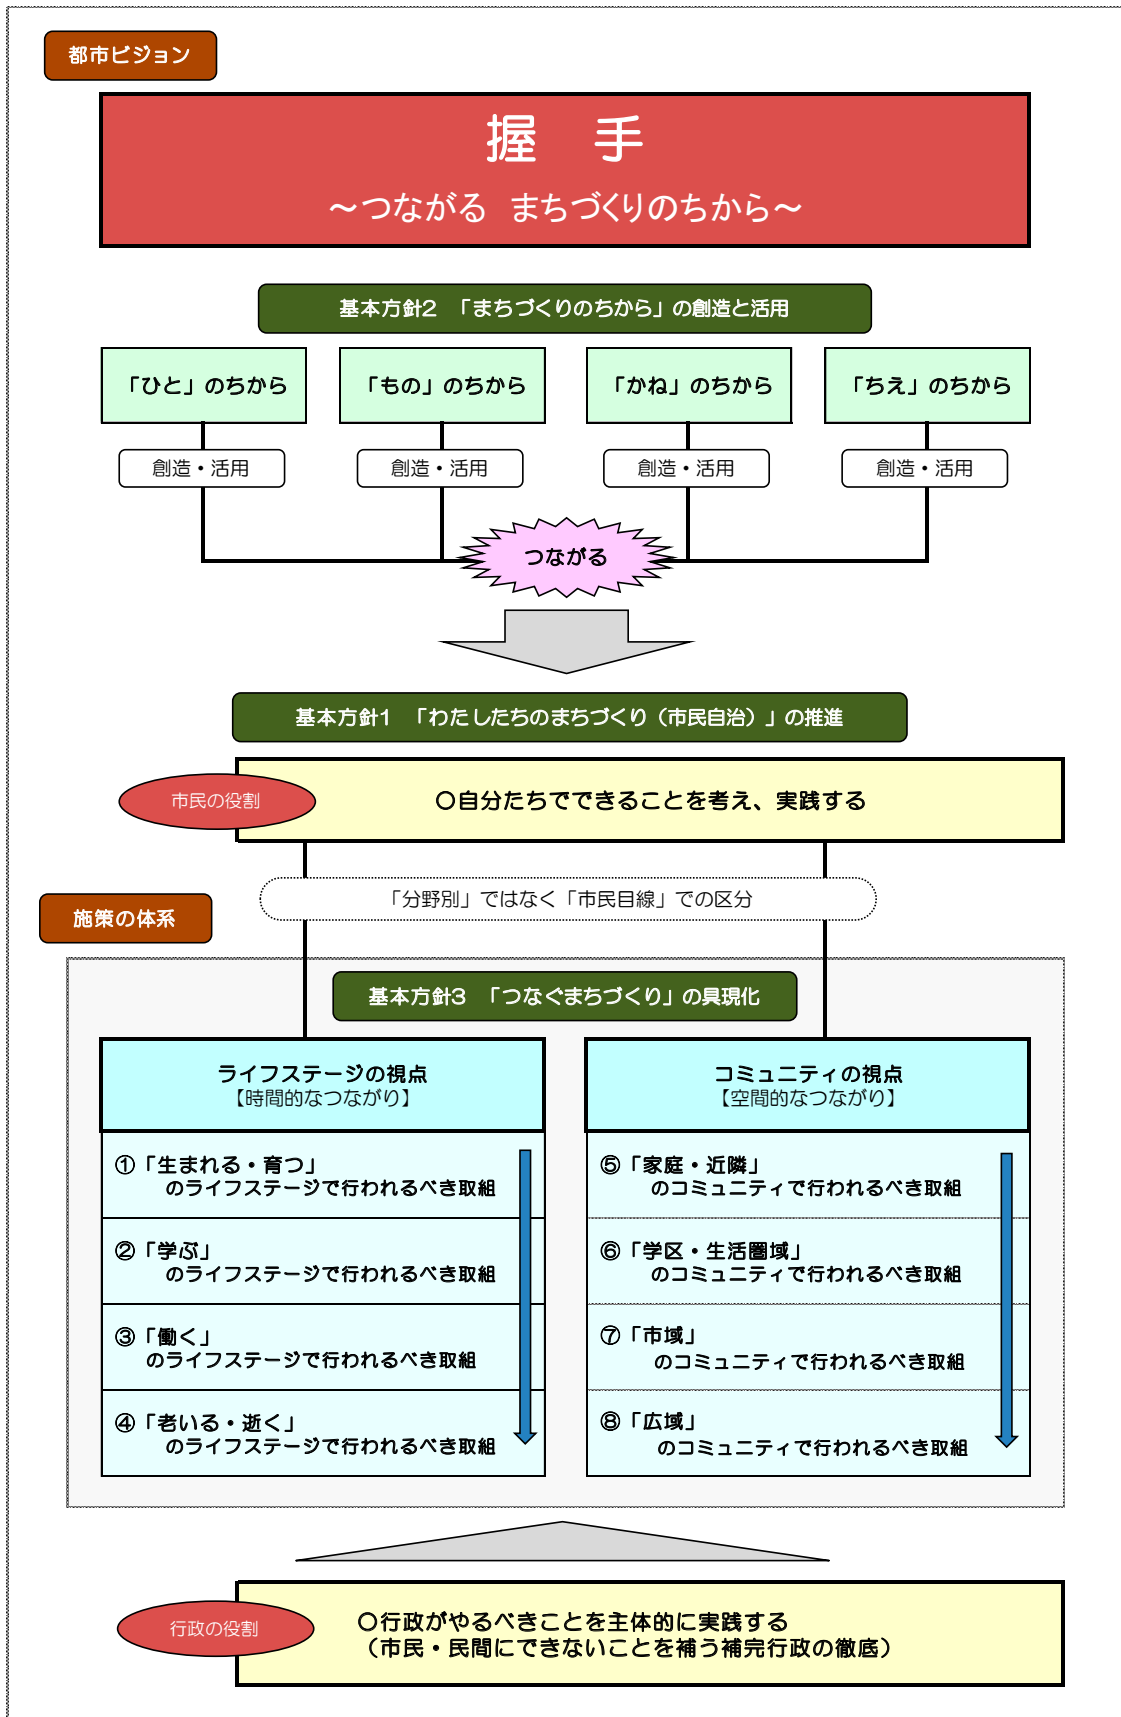 都市ビジョン
握　手
～つながる　まちづくりのちから～
基本方針2　「まちづくりのちから」の創造と活用
「ひと」のちから
「もの」のちから
「かね」のちから
「ちえ」のちから
創造・活用
創造・活用
創造・活用
創造・活用
つながる
基本方針1　「わたしたちのまちづくり（市民自治）」の推進
市民の役割
○自分たちでできることを考え、実践する
「分野別」ではなく「市民目線」での区分
施策の体系
基本方針3　「つなぐまちづくり」の具現化
ライフステージの視点
【時間的なつながり】
①「生まれる・育つ」
のライフステージで行われるべき取組
②「学ぶ」
のライフステージで行われるべき取組
③「働く」
のライフステージで行われるべき取組
④「老いる・逝く」
のライフステージで行われるべき取組
コミュニティの視点
【空間的なつながり】
⑤「家庭・近隣」
のコミュニティで行われるべき取組
⑥「学区・生活圏域」
のコミュニティで行われるべき取組
⑦「市域」
のコミュニティで行われるべき取組
⑧「広域」
のコミュニティで行われるべき取組
行政の役割
○行政がやるべきことを主体的に実践する
（市民・民間にできないことを補う補完行政の徹底）